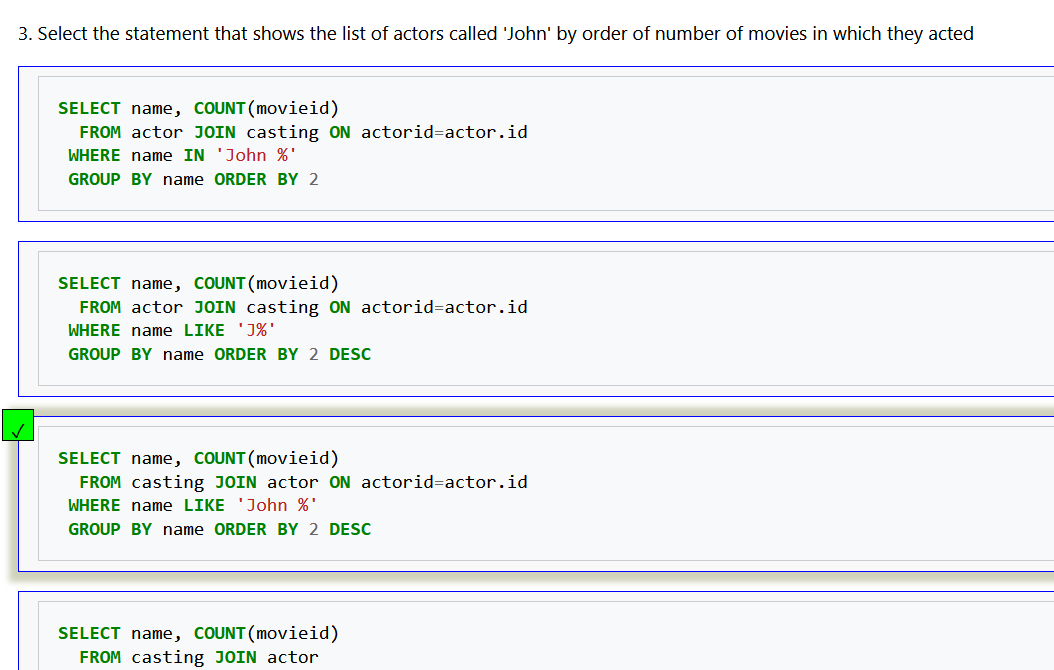 3. Select the statement that shows the list of actors called 'John' by order of number of movies in which they acted
SELECT name, COUNT(movieid)
FROM actor JOIN casting ON actorid=actor.id
WHERE name IN 'John %'
GROUP BY name ORDER BY 2
SELECT name, COUNT(movieid)
FROM actor JOIN casting ON actorid=actor.id
WHERE name LIKE 'J%'
GROUP BY name ORDER BY 2 DESC
✓
SELECT name, COUNT(movieid)
FROM casting JOIN actor ON actorid=actor.id
WHERE name LIKE 'John %'
GROUP BY name ORDER BY 2 DESC
SELECT name, COUNT(movieid)
FROM casting JOIN actor